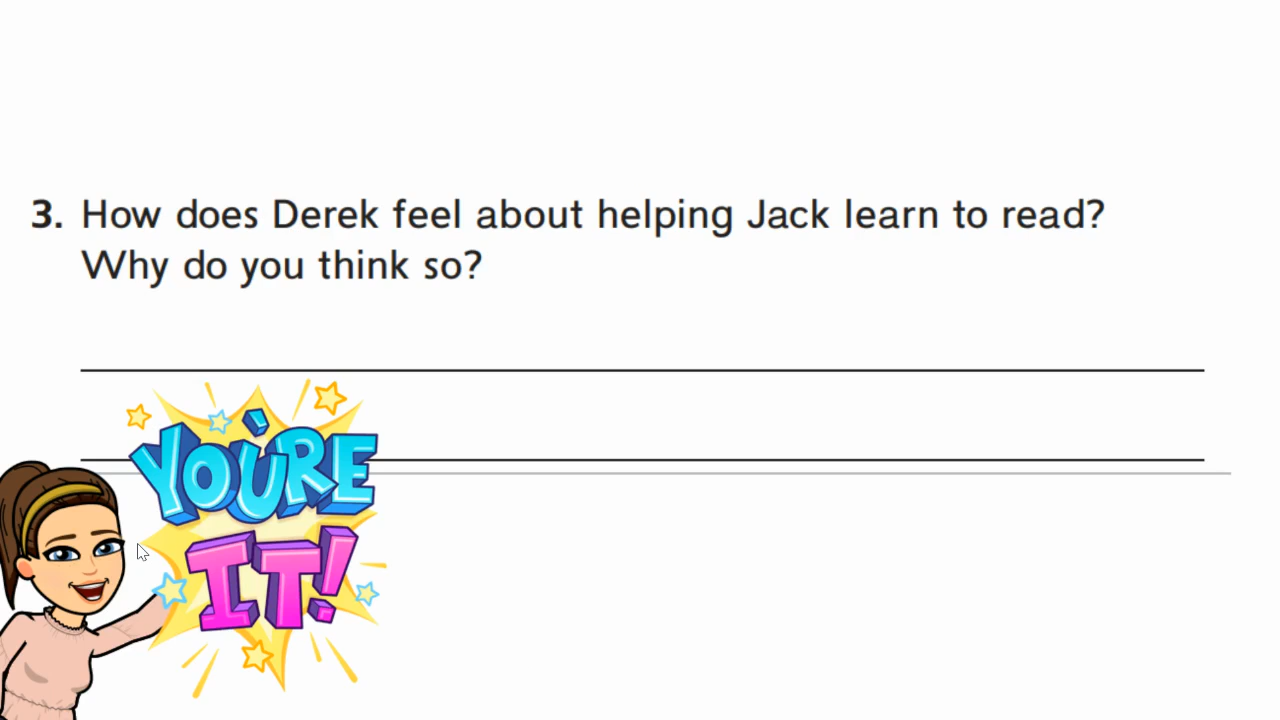 3. How does Derek feel about helping Jack learn to read?
Why do you think so?
YOU'RE
IT!